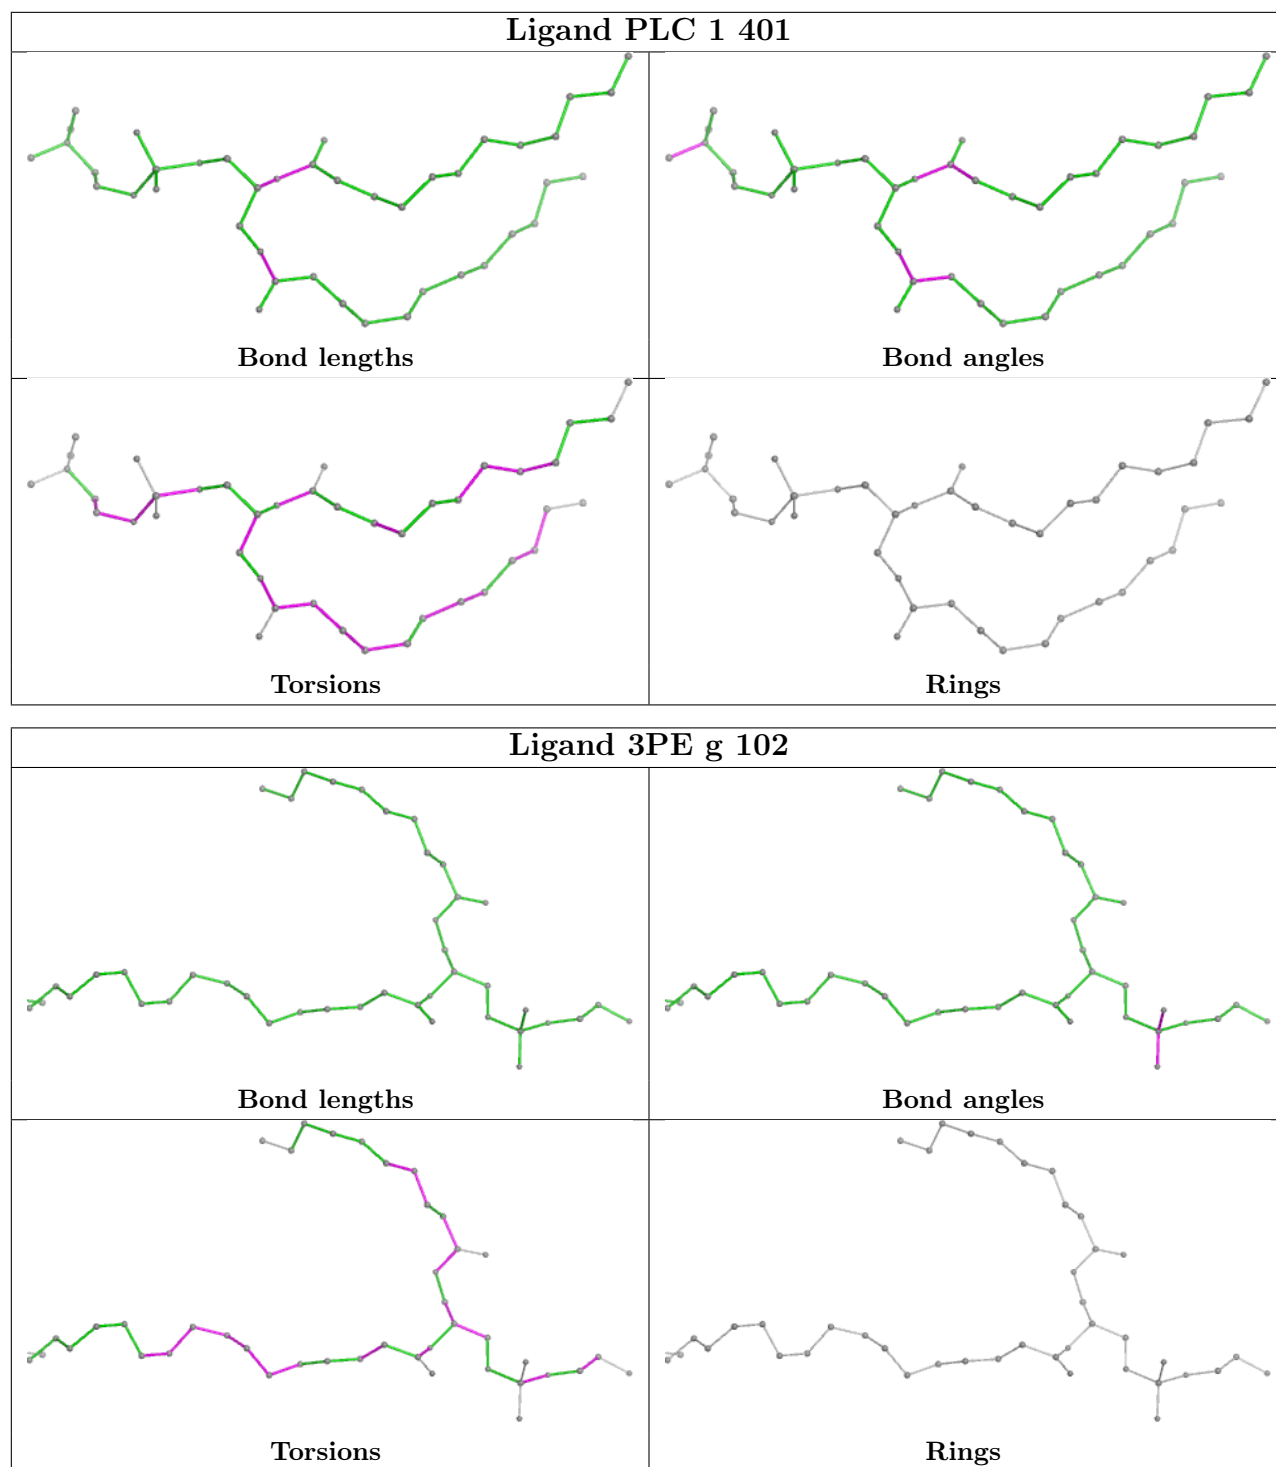 Ligand PLC 1 401
Bond lengths
Bond angles
Torsions
Rings
Ligand 3PE g 102
Bond lengths
Bond angles
Torsions
Rings